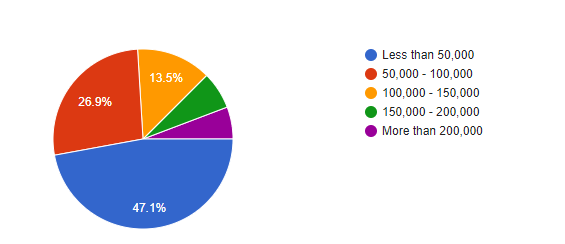 13.5%
26.9%
47.1%
Less than 50,000
50,000 - 100,000
100,000 - 150,000
150,000 - 200,000
More than 200,000